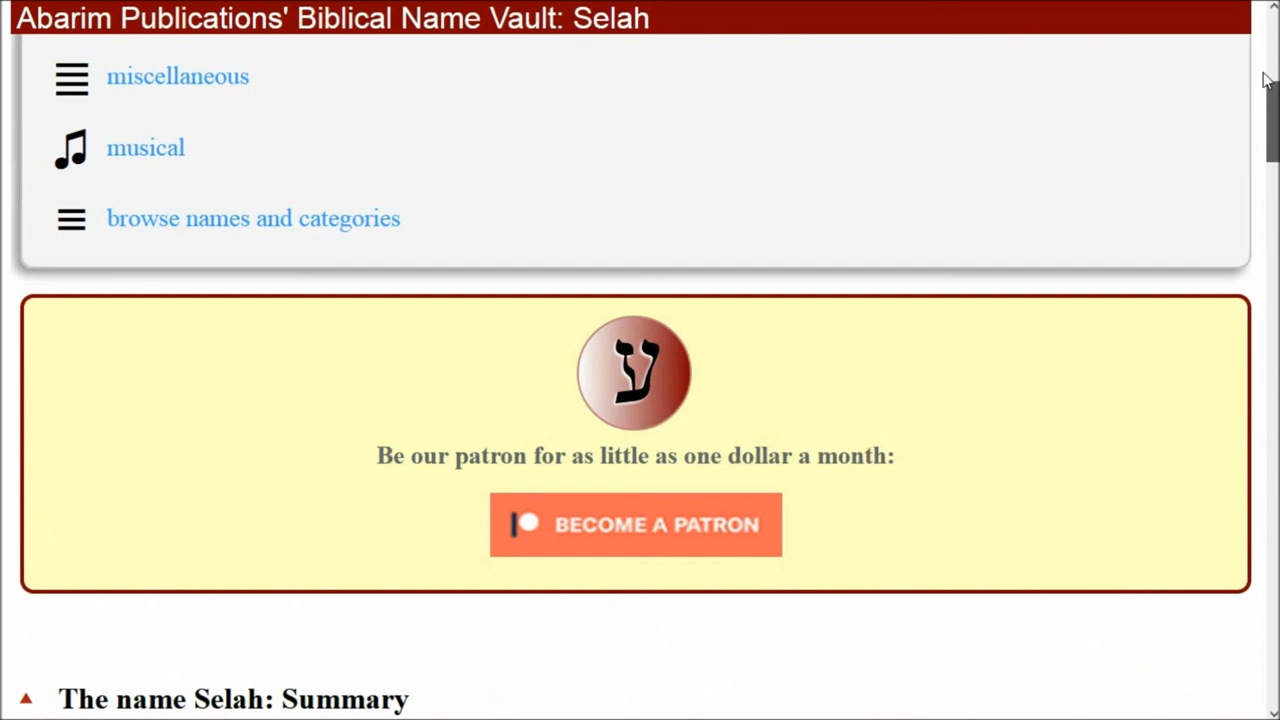 Abarim Publications' Biblical Name Vault: Selah
miscellaneous
musical
browse names and categories
ע
Be our patron for as little as one dollar a month:
BECOME A PATRON
The name Selah: Summary